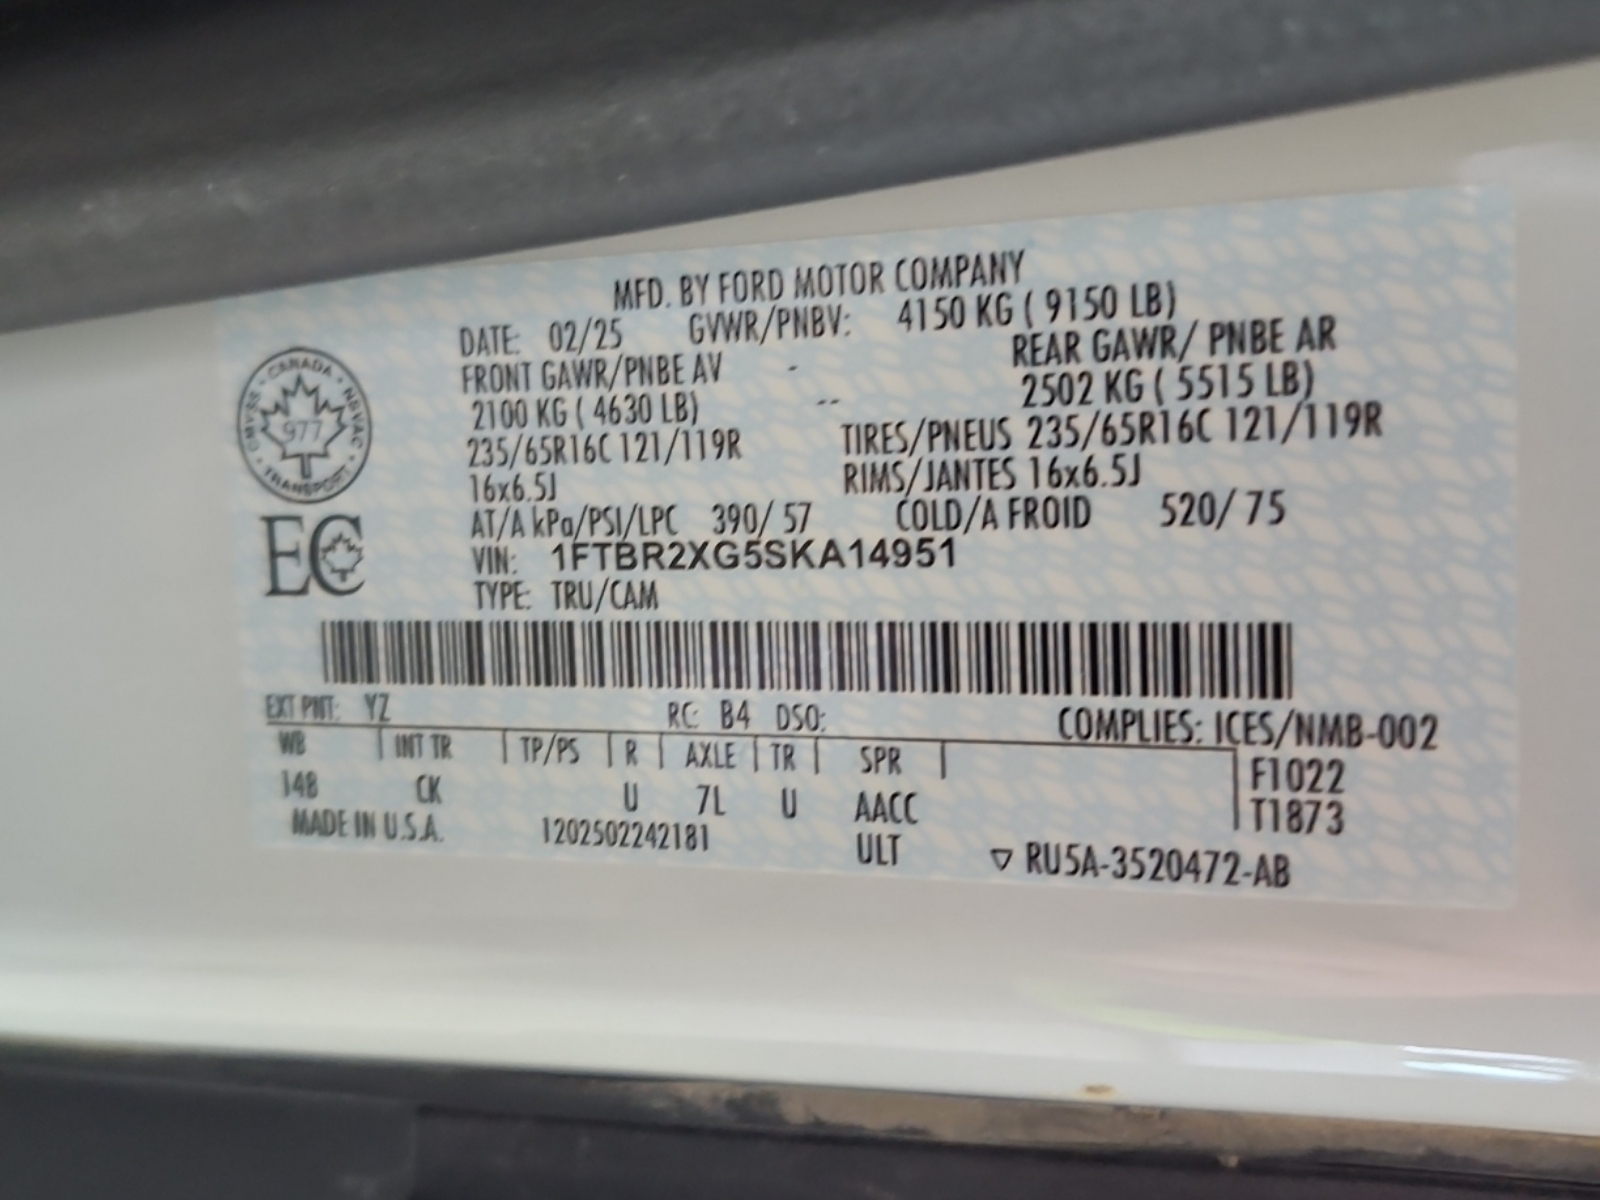 MFD. BY FORD MOTOR COMPANY
DATE: 02/25 GVWR/PNBV: 4150 KG ( 9150 LB)
FRONT GAWR/PNBE AV - REAR GAWR/ PNBE AR
2100 KG ( 4630 LB) -- 2502 KG ( 5515 LB)
235/65R16C 121/119R TIRES/PNEUS 235/65R16C 121/119R
16x6.5J RIMS/JANTES 16x6.5J
AT/A kPa/PSI/LPC 390/ 57 COLD/A FROID 520/ 75
VIN: 1FTBR2XG5SKA14951
TYPE: TRU/CAM
CANADA · NSVAC · TRANSPORT · CMVSS
977
EC
EXT PNT: YZ RC: B4 DSO: COMPLIES: ICES/NMB-002
WB INT TR TP/PS R AXLE TR SPR F1022
148 CK U 7L U AACC T1873
MADE IN U.S.A. 1202502242181 ULT ▽ RU5A-3520472-AB